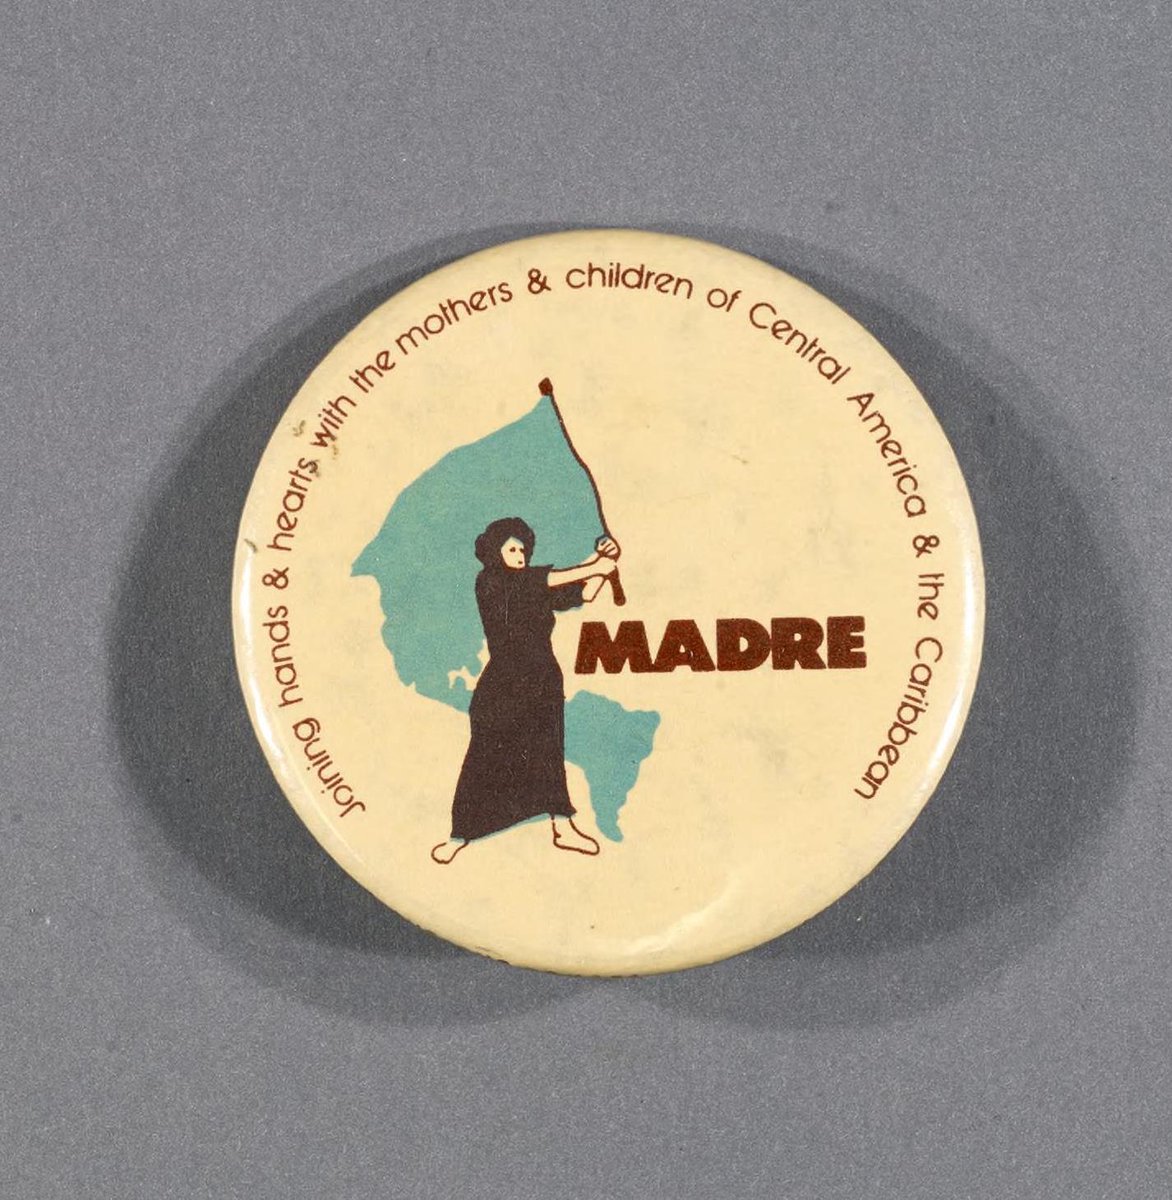 Joining hands & hearts with the mothers & children of Central America & the Caribbean
MADRE